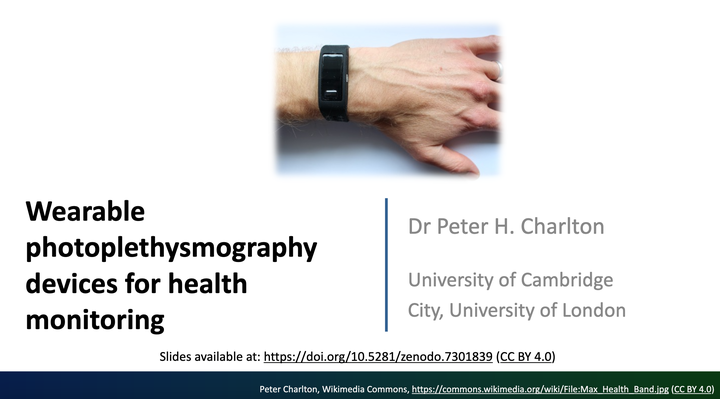 Wearable
photoplethysmography
devices for health
monitoring
Dr Peter H. Charlton
University of Cambridge
City, University of London
Slides available at: https://doi.org/10.5281/zenodo.7301839 (CC BY 4.0)
Peter Charlton, Wikimedia Commons, https://commons.wikimedia.org/wiki/File:Max_Health_Band.jpg (CC BY 4.0)